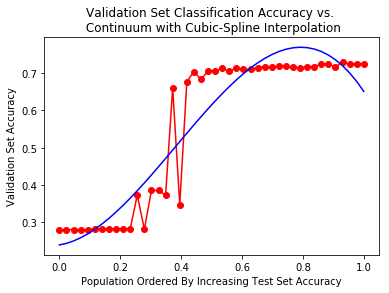 Validation Set Classification Accuracy vs.
Continuum with Cubic-Spline Interpolation
Validation Set Accuracy
0.7
0.6
0.5
0.4
0.3
0.0 0.2 0.4 0.6 0.8 1.0
Population Ordered By Increasing Test Set Accuracy